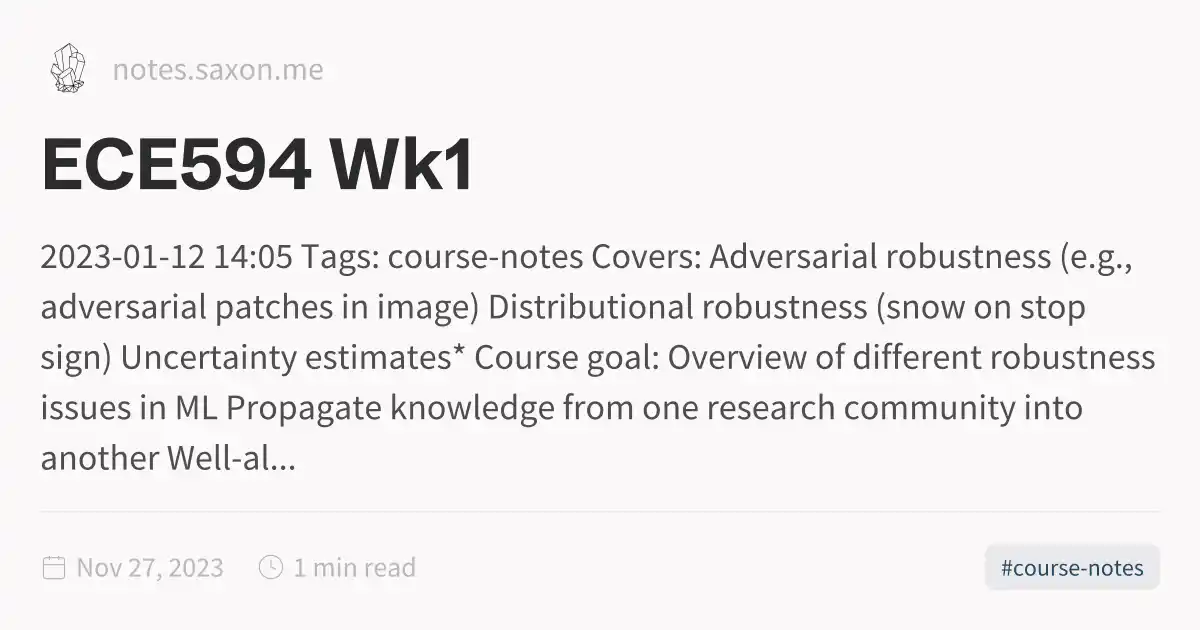 notes.saxon.me
ECE594 Wk1
2023-01-12 14:05 Tags: course-notes Covers: Adversarial robustness (e.g.,
adversarial patches in image) Distributional robustness (snow on stop
sign) Uncertainty estimates* Course goal: Overview of different robustness
issues in ML Propagate knowledge from one research community into
another Well-al...
Nov 27, 2023 1 min read #course-notes